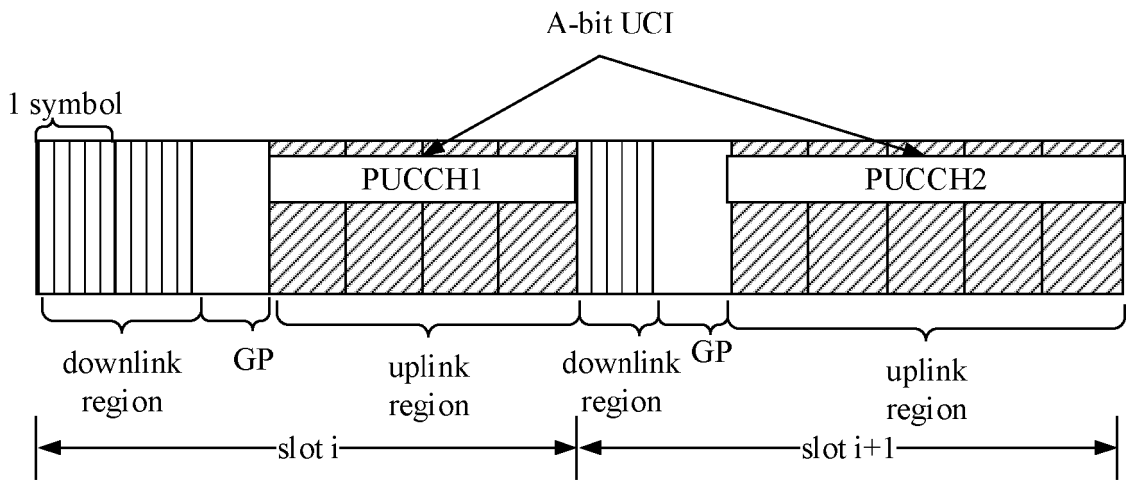 A-bit UCI
1 symbol
PUCCH1
PUCCH2
downlink
region
GP
uplink
region
downlink
region
GP
uplink
region
slot i
slot i+1